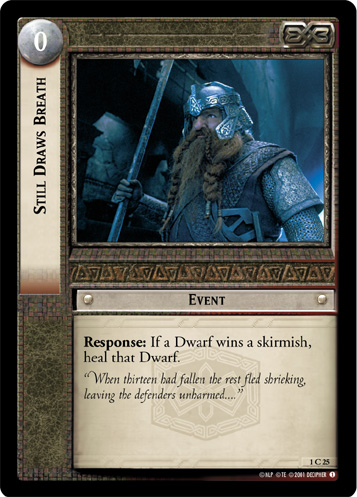 0
STILL DRAWS BREATH
EVENT
Response: If a Dwarf wins a skirmish,
heal that Dwarf.
“When thirteen had fallen the rest fled shrieking,
leaving the defenders unharmed....”
1 C 25
©NLP ©TE ©2001 DECIPHER